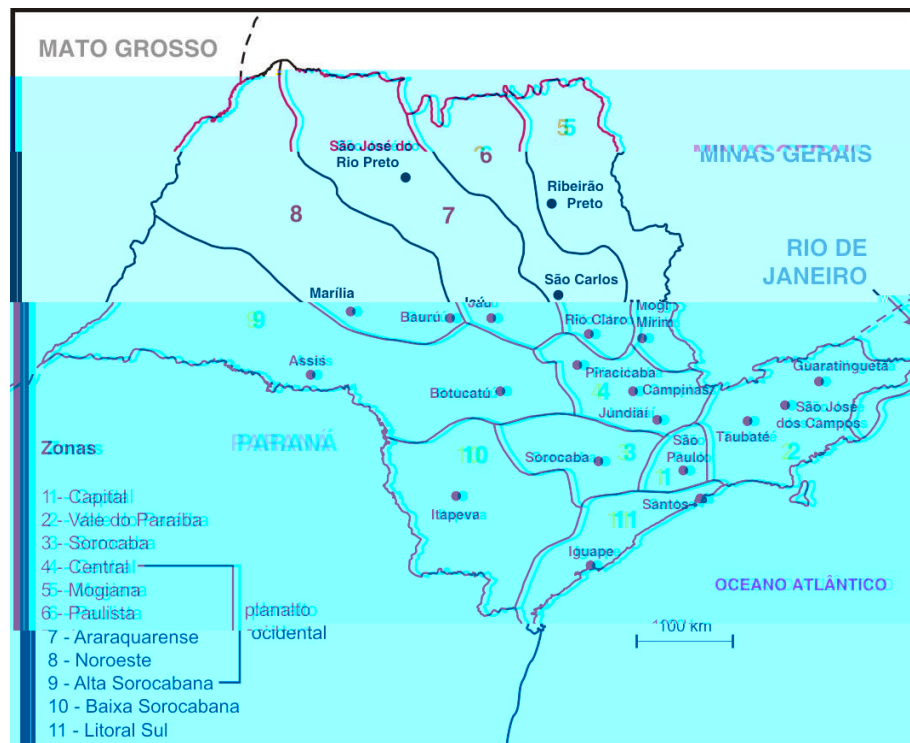 MATO GROSSO
5
MINAS GERAIS
São José do
Rio Preto
6
Ribeirão
Preto
8
7
RIO DE
JANEIRO
São Carlos
Marília
Baurú
Jaú
Rio Claro
Mogi
Mirim
9
Assis
Piracicaba
Guaratinguetá
Botucatú
4
Campinas
São José
dos Campos
Jundiaí
Taubaté
PARANÁ
São
Paulo
Zonas
10
Sorocaba
3
1
2
Itapeva
Santos
11
Iguape
1 - Capital
2 - Vale do Paraíba
3 - Sorocaba
4 - Central
5 - Mogiana
6 - Paulista
7 - Araraquarense
8 - Noroeste
9 - Alta Sorocabana
10 - Baixa Sorocabana
11 - Litoral Sul
planalto
ocidental
OCEANO ATLÂNTICO
100 km